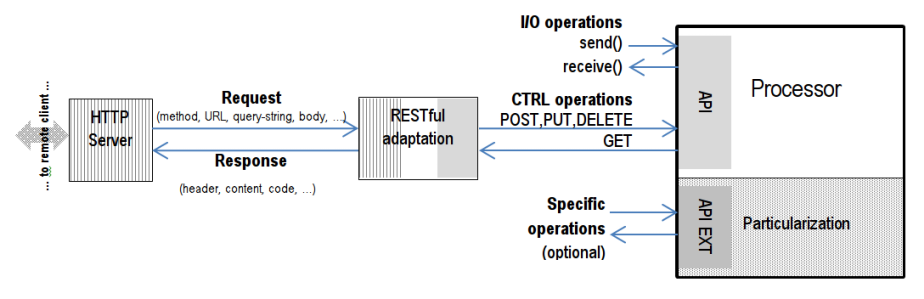 ... to remote client ...
HTTP
Server
Request
(method, URL, query-string, body, ...)
Response
(header, content, code, ...)
RESTful
adaptation
I/O operations
send()
receive()
CTRL operations
POST,PUT,DELETE
GET
Specific
operations
(optional)
API
Processor
API EXT
Particularization